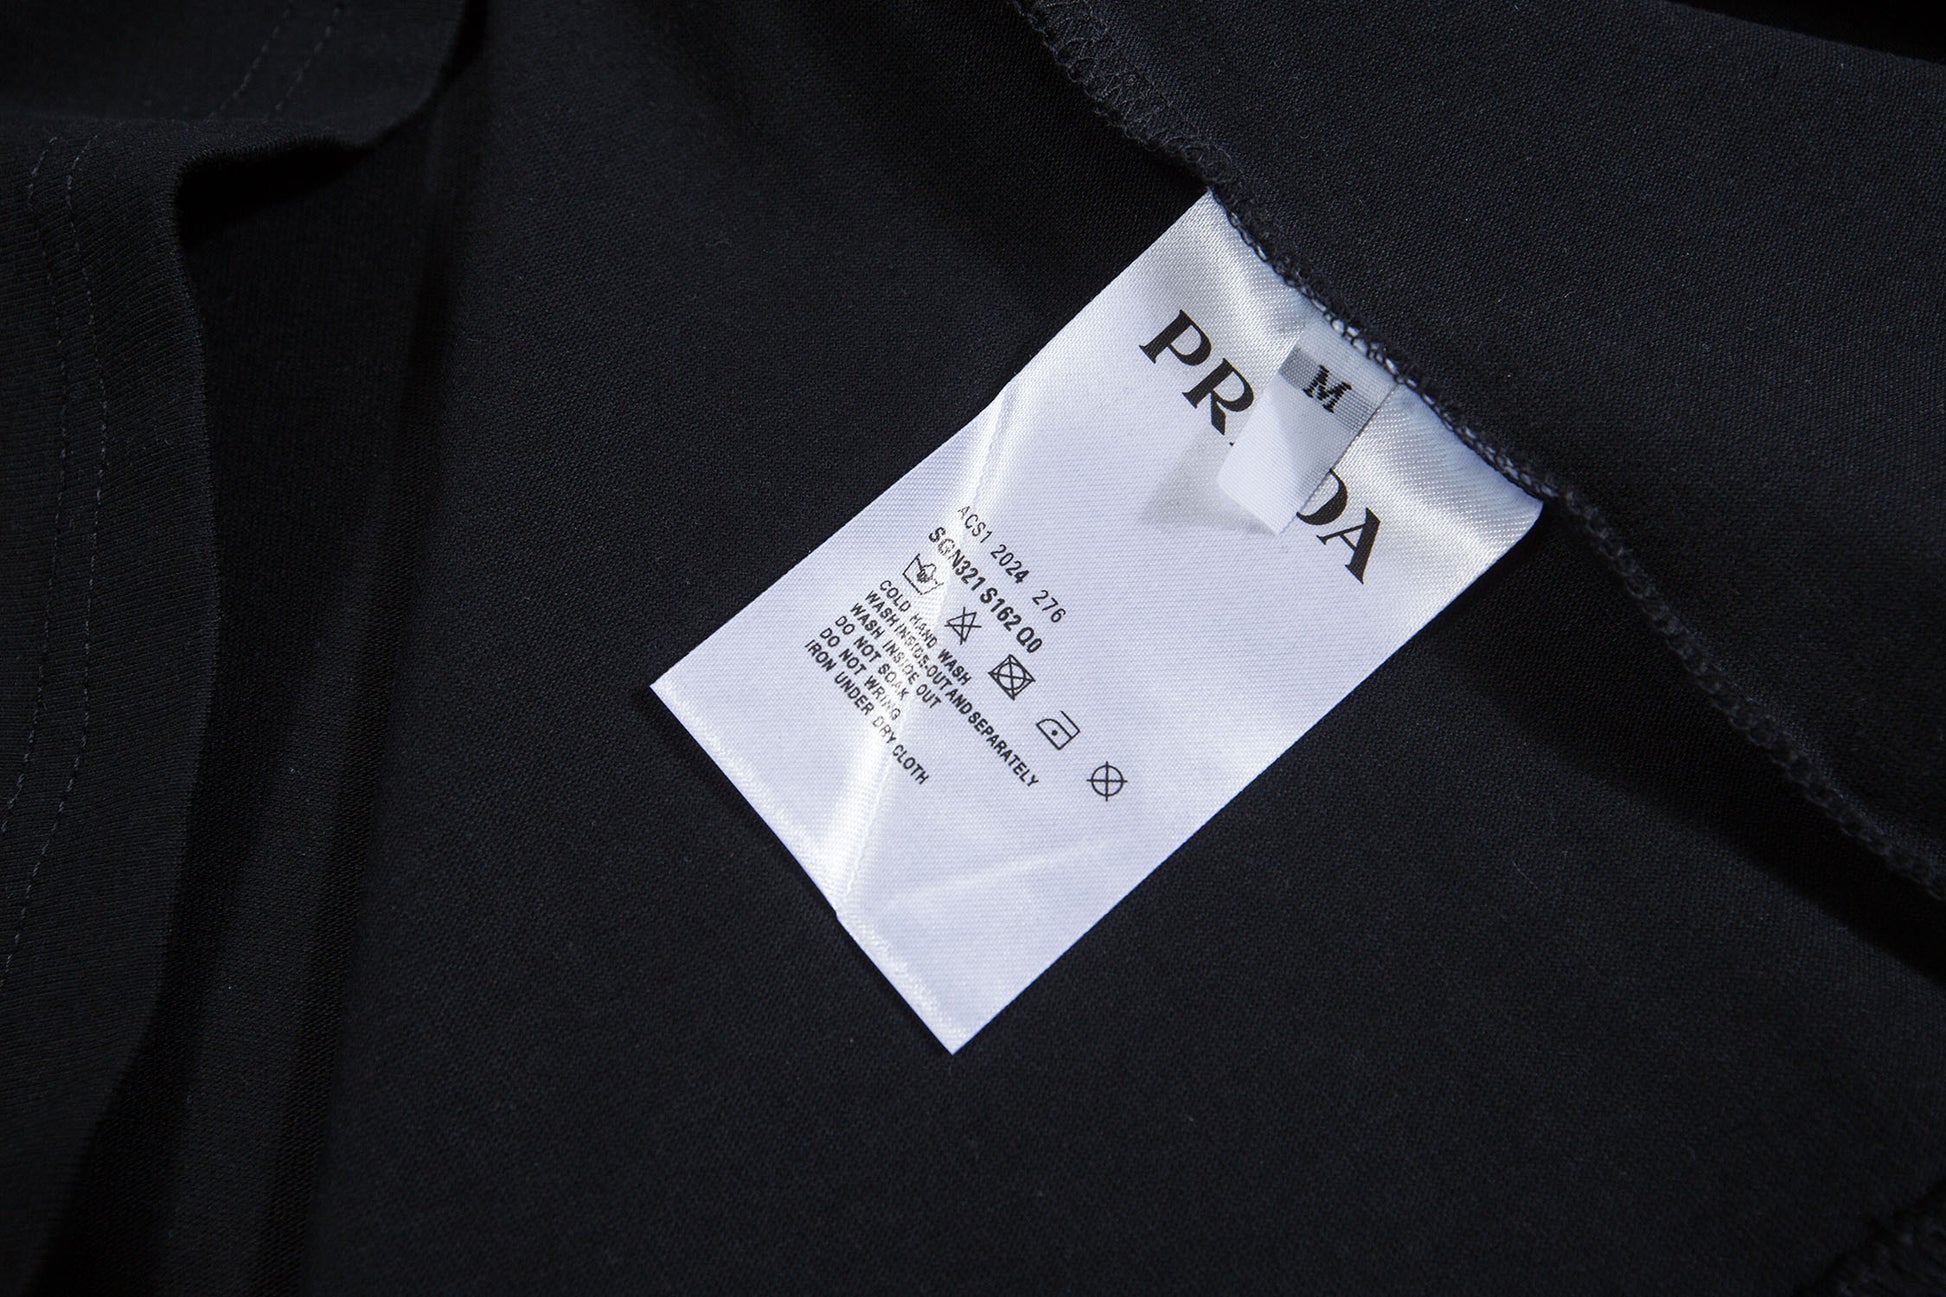 PRADA
M
ACS1 2024 276
SGN321 S162 Q0
COLD HAND WASH
WASH INSIDE-OUT AND SEPARATELY
WASH INSIDE OUT
DO NOT SOAK
DO NOT WRING
IRON UNDER DRY CLOTH